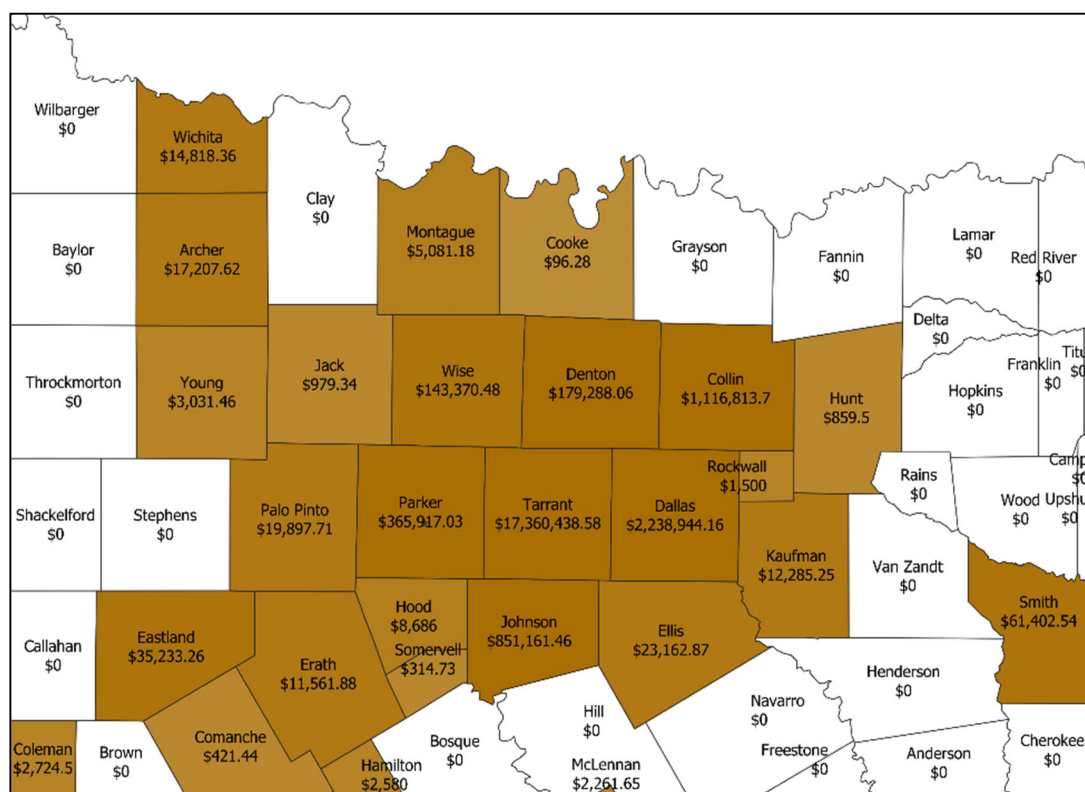 Wilbarger
$0
Wichita
$14,818.36
Clay
$0
Montague
$5,081.18
Cooke
$96.28
Grayson
$0
Fannin
$0
Lamar
$0
Red River
$0
Baylor
$0
Archer
$17,207.62
Delta
$0
Throckmorton
$0
Young
$3,031.46
Jack
$979.34
Wise
$143,370.48
Denton
$179,288.06
Collin
$1,116,813.7
Hunt
$859.5
Hopkins
$0
Franklin
$0
Titu
$0
Shackelford
$0
Stephens
$0
Palo Pinto
$19,897.71
Parker
$365,917.03
Tarrant
$17,360,438.58
Dallas
$2,238,944.16
Rockwall
$1,500
Kaufman
$12,285.25
Rains
$0
Van Zandt
$0
Wood
$0
Upshu
$0
Camp
$0
Smith
$61,402.54
Callahan
$0
Eastland
$35,233.26
Erath
$11,561.88
Hood
$8,686
Somervell
$314.73
Johnson
$851,161.46
Ellis
$23,162.87
Henderson
$0
Navarro
$0
Hill
$0
Bosque
$0
Coleman
$2,724.5
Brown
$0
Comanche
$421.44
Hamilton
$2,580
McLennan
$2,261.65
Freestone
$0
Anderson
$0
Cherokee
$0